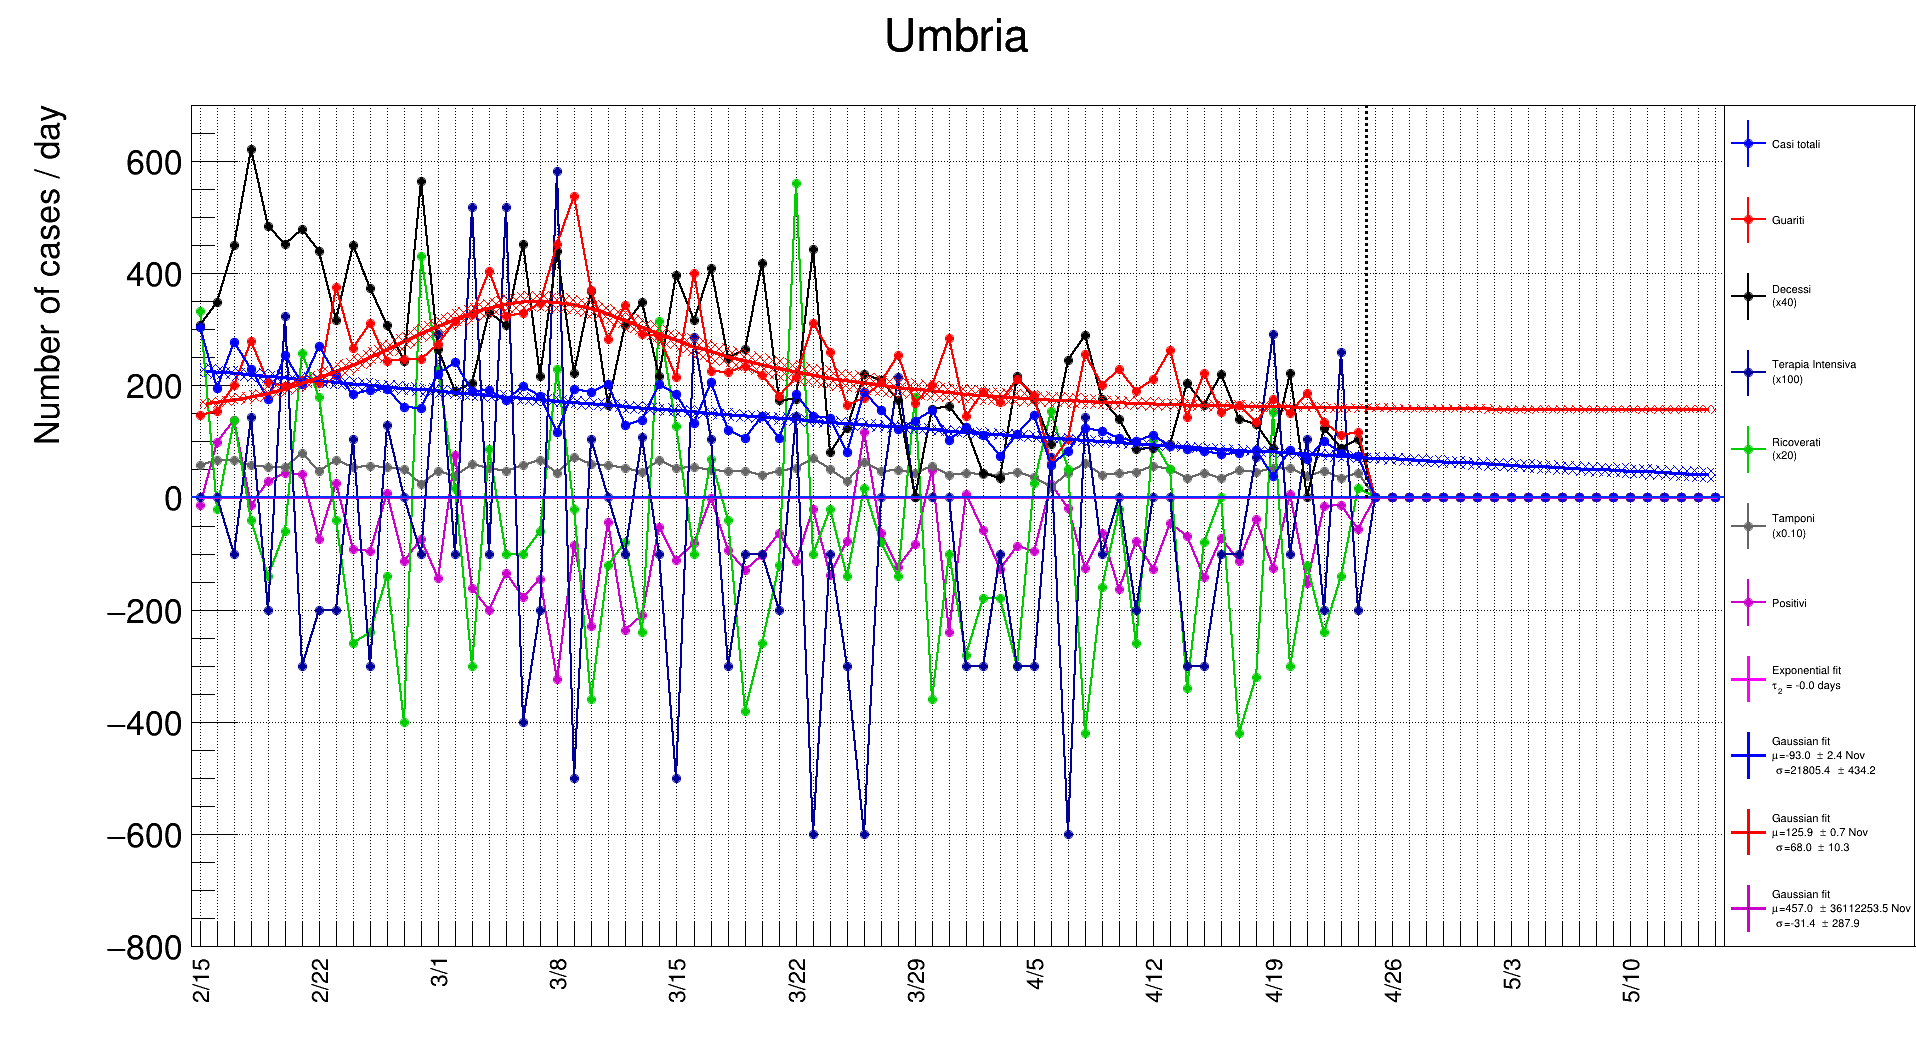 Umbria
Number of cases / day
600
400
200
0
−200
−400
−600
−800
2/15
2/22
3/1
3/8
3/15
3/22
3/29
4/5
4/12
4/19
4/26
5/3
5/10
Casi totali
Guariti
Decessi
(x40)
Terapia Intensiva
(x100)
Ricoverati
(x20)
Tamponi
(x0.10)
Positivi
Exponential fit
τ2 = -0.0 days
Gaussian fit
μ=-93.0 ± 2.4 Nov
σ=21805.4 ± 434.2
Gaussian fit
μ=125.9 ± 0.7 Nov
σ=68.0 ± 10.3
Gaussian fit
μ=457.0 ± 36112253.5 Nov
σ=-31.4 ± 287.9